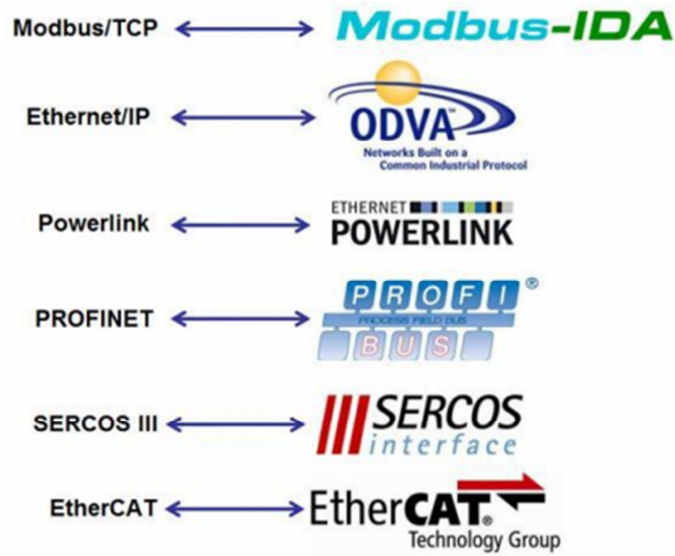 Modbus/TCP Modbus-IDA
Ethernet/IP ODVA™
Networks Built on a
Common Industrial Protocol
Powerlink ETHERNET
POWERLINK
PROFINET PROFI®
PROCESS FIELD BUS
BUS
SERCOS III SERCOS
interface
EtherCAT EtherCAT®
Technology Group